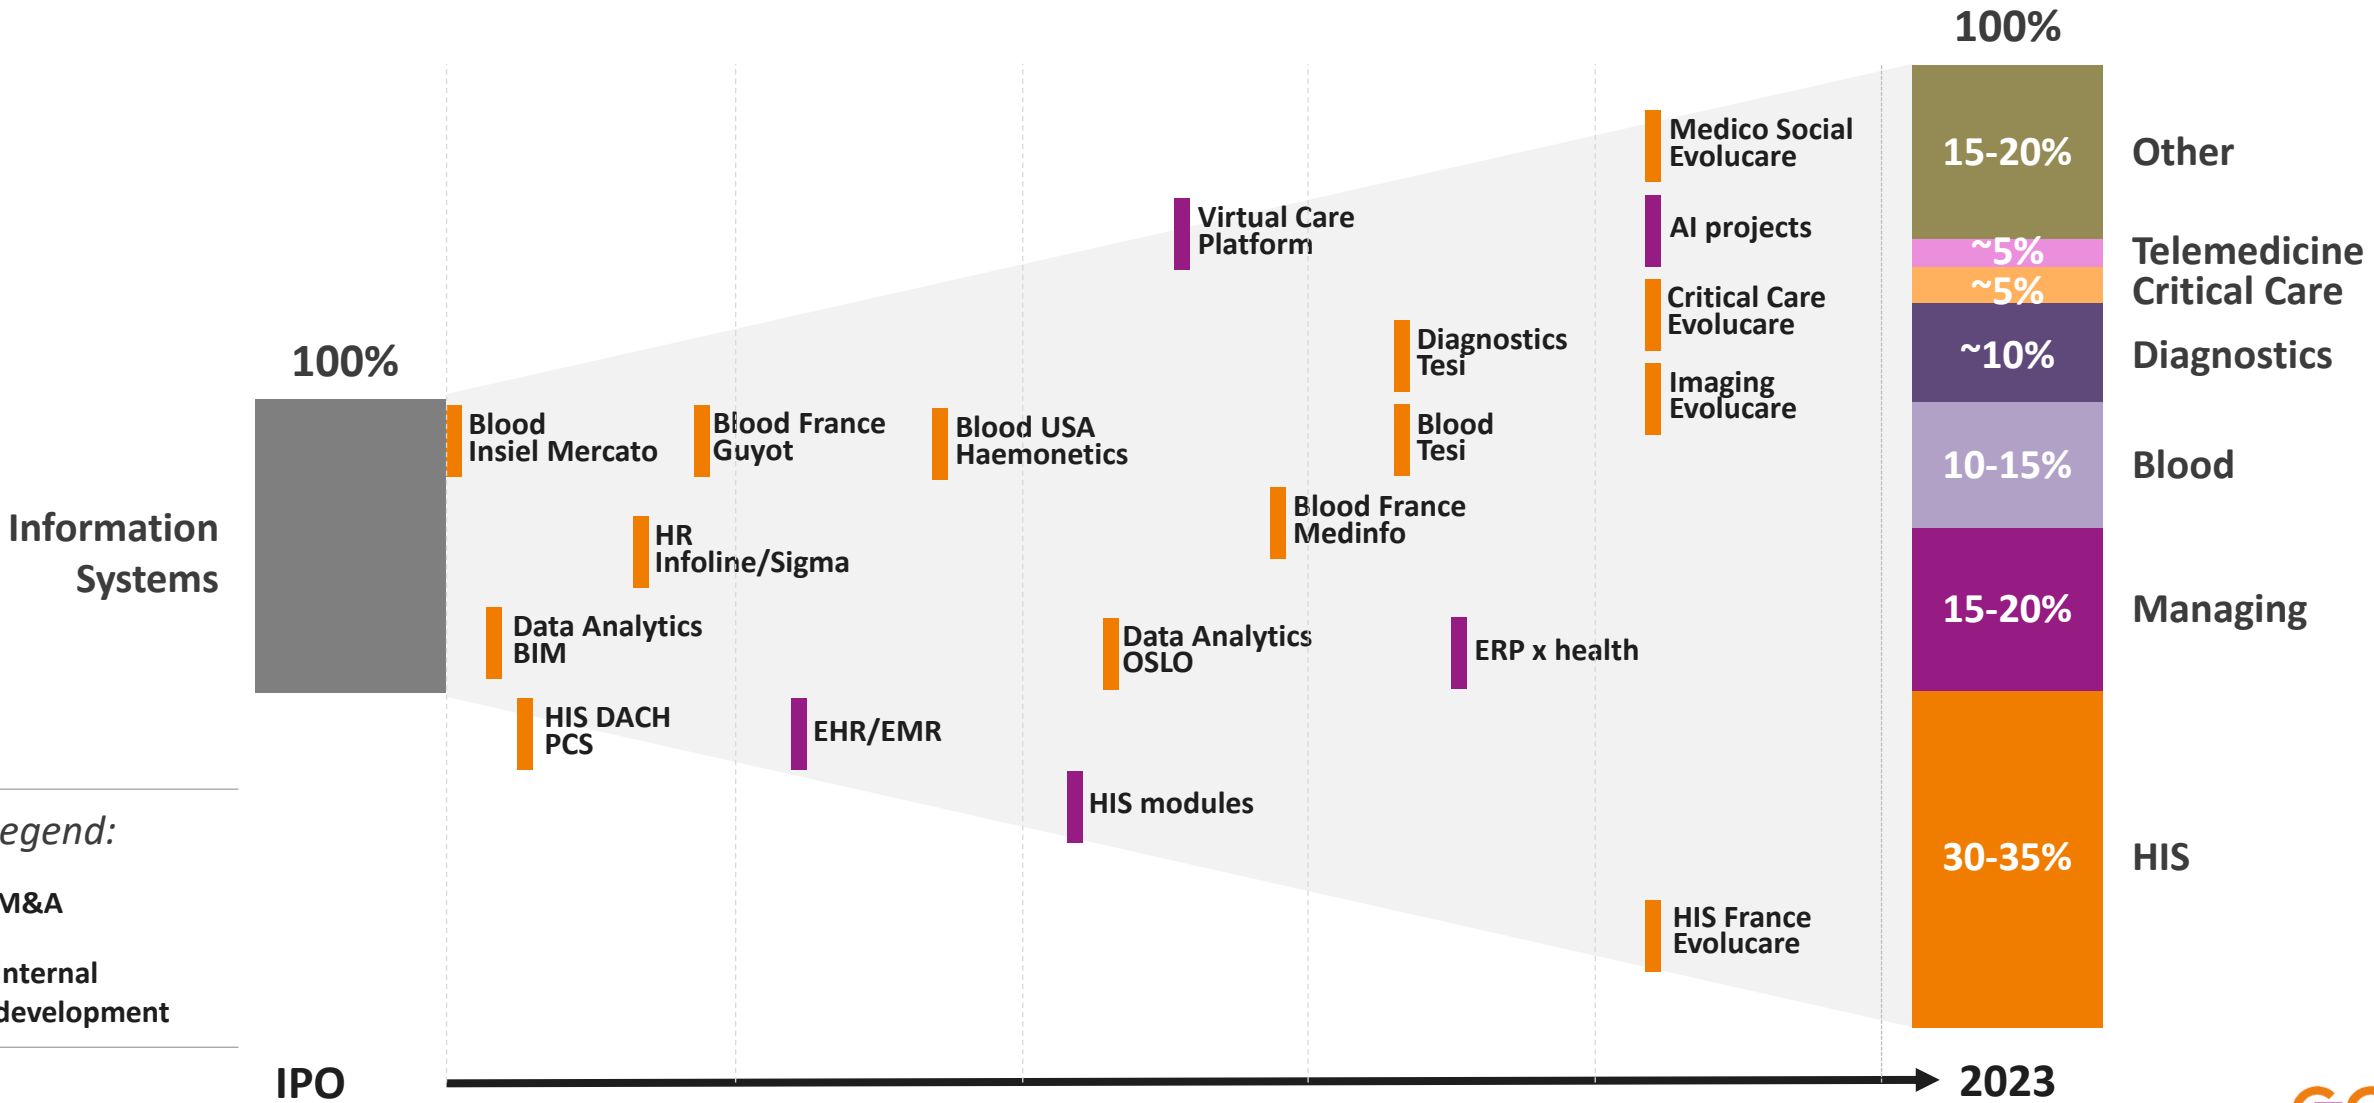 100%
Medico Social
Evolucare
15-20%
Other
Virtual Care
Platform
AI projects
~5%
Telemedicine
~5%
Critical Care
Critical Care
Evolucare
Diagnostics
Tesi
~10%
Diagnostics
100%
Imaging
Evolucare
Blood
Insiel Mercato
Blood France
Guyot
Blood USA
Haemonetics
Blood
Tesi
10-15%
Blood
Information
Systems
HR
Infoline/Sigma
Blood France
Medinfo
Data Analytics
BIM
Data Analytics
OSLO
ERP x health
15-20%
Managing
HIS DACH
PCS
EHR/EMR
HIS modules
egend:
M&A
nternal
development
30-35%
HIS
HIS France
Evolucare
IPO
2023